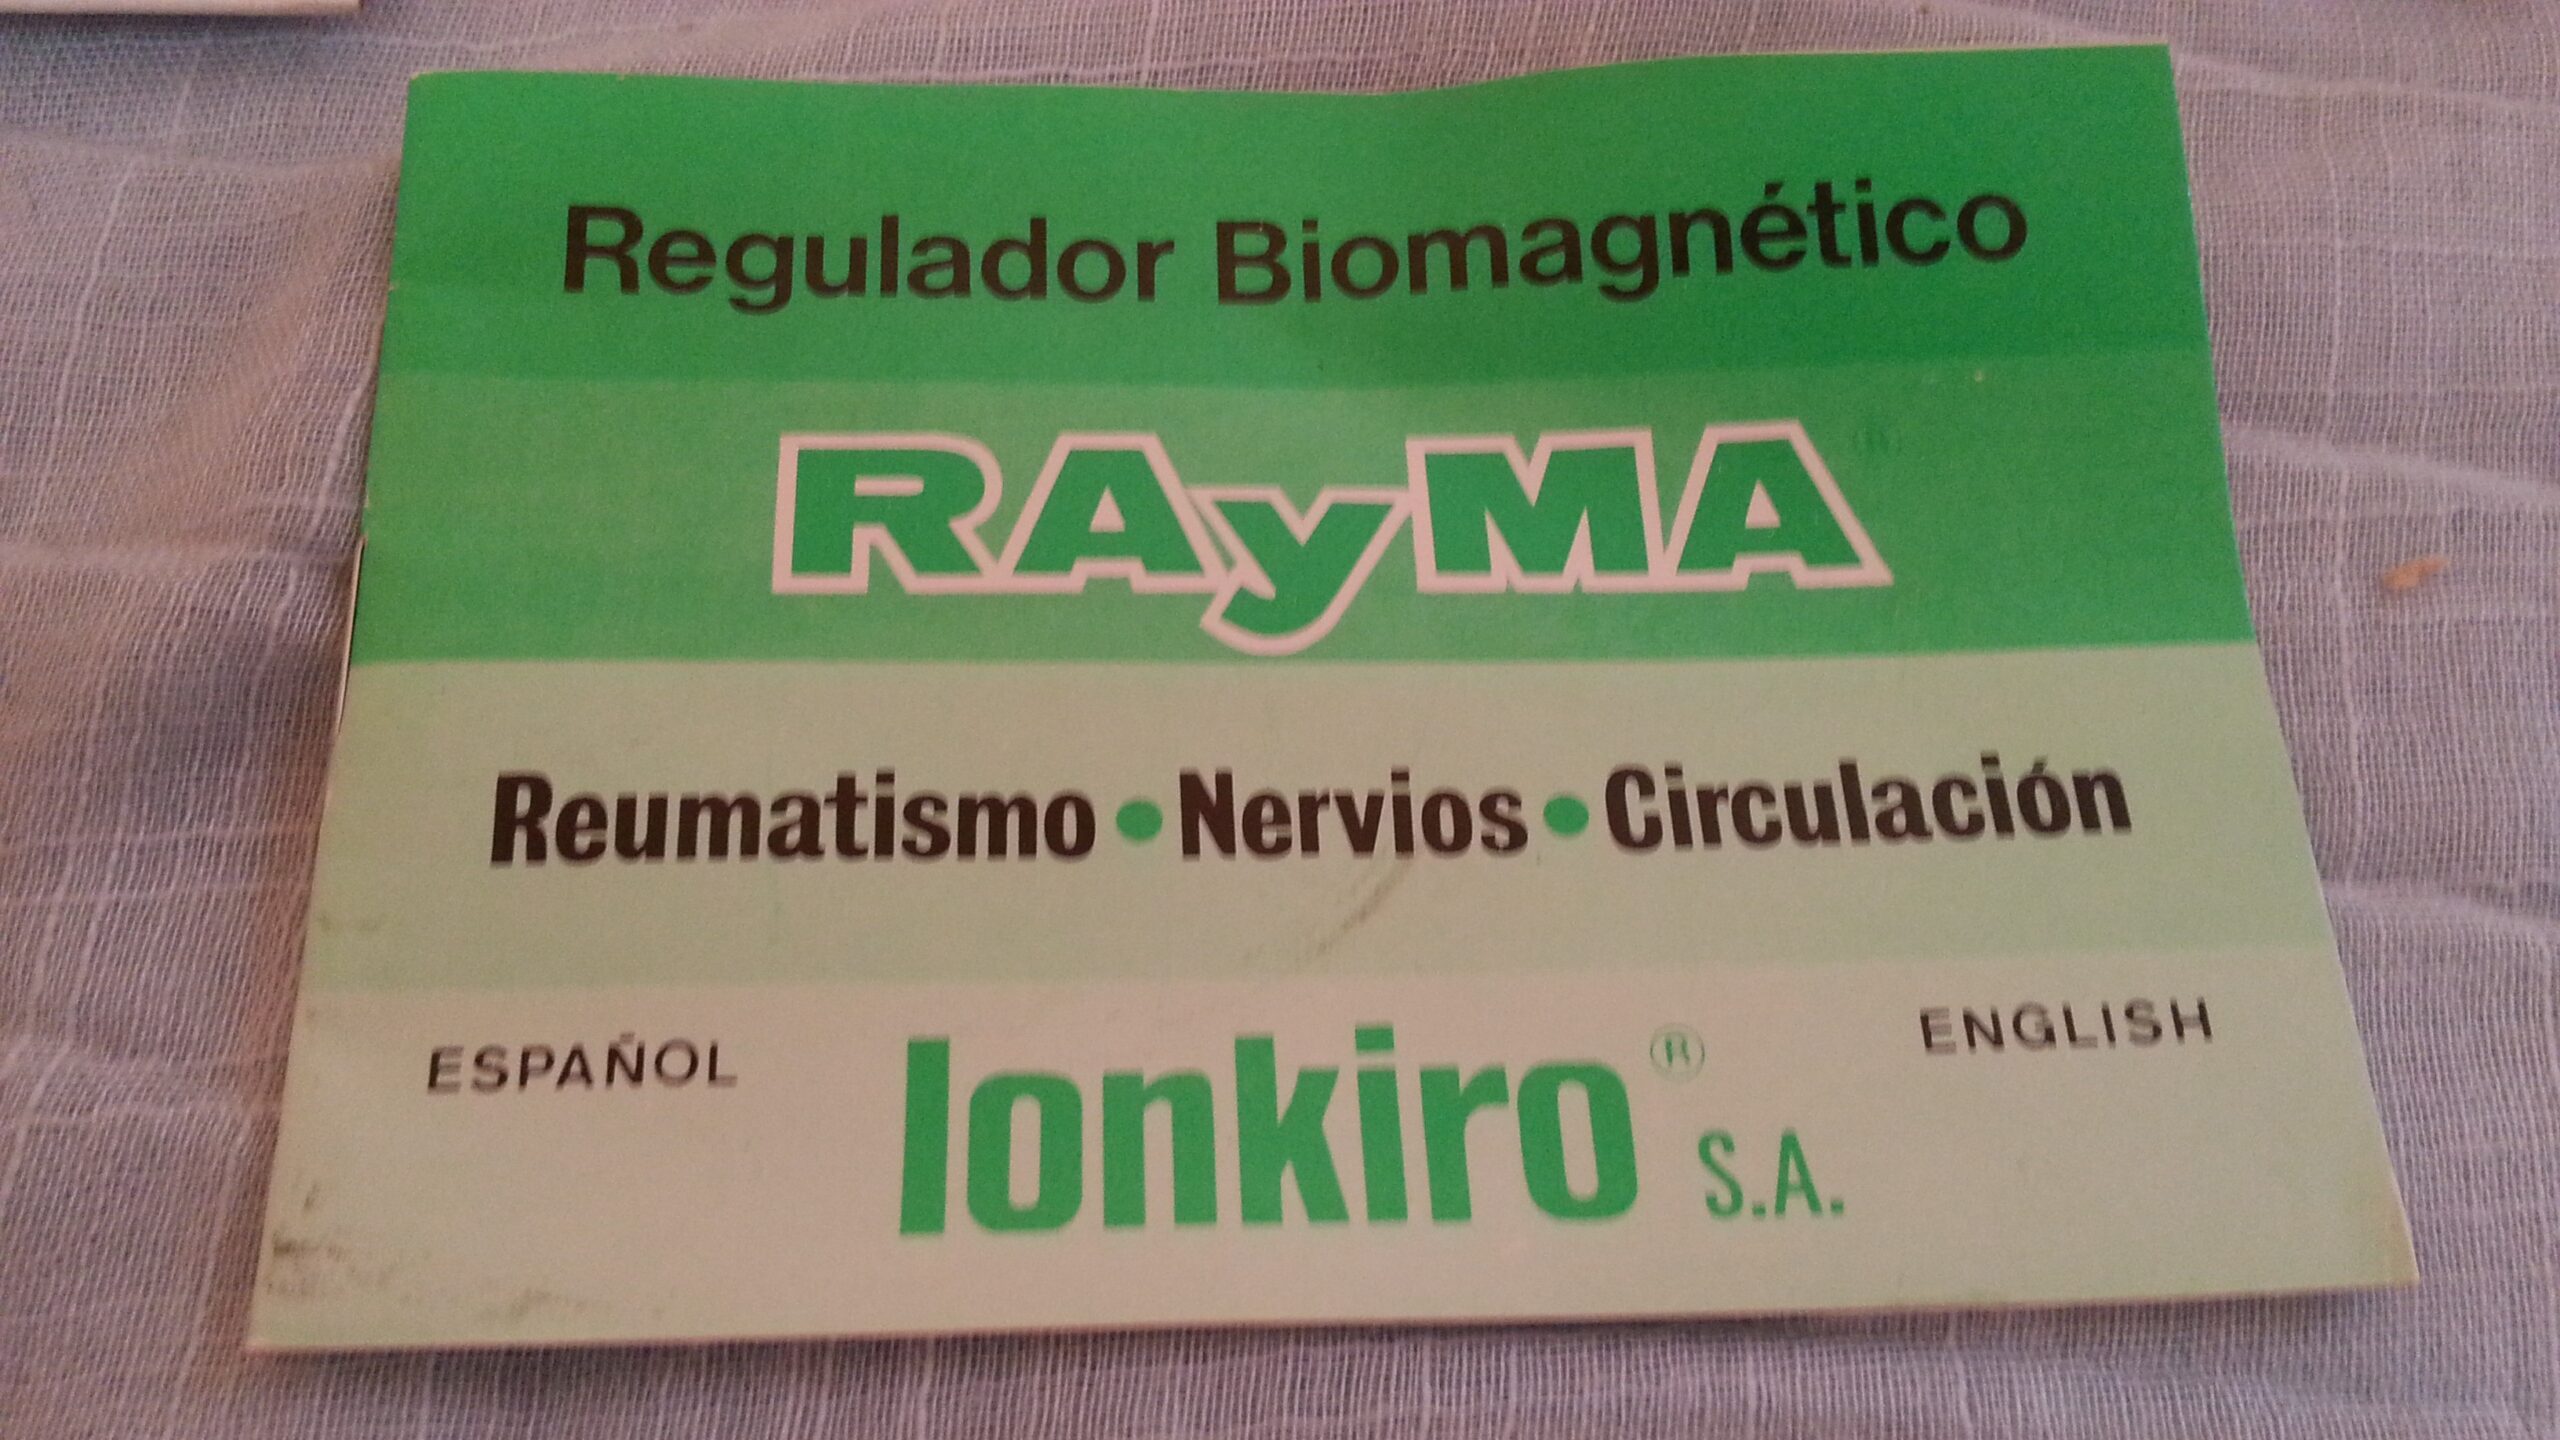 Regulador Biomagnético
RAyMA ®
Reumatismo • Nervios • Circulación
ESPAÑOL
Ionkiro ® S.A.
ENGLISH